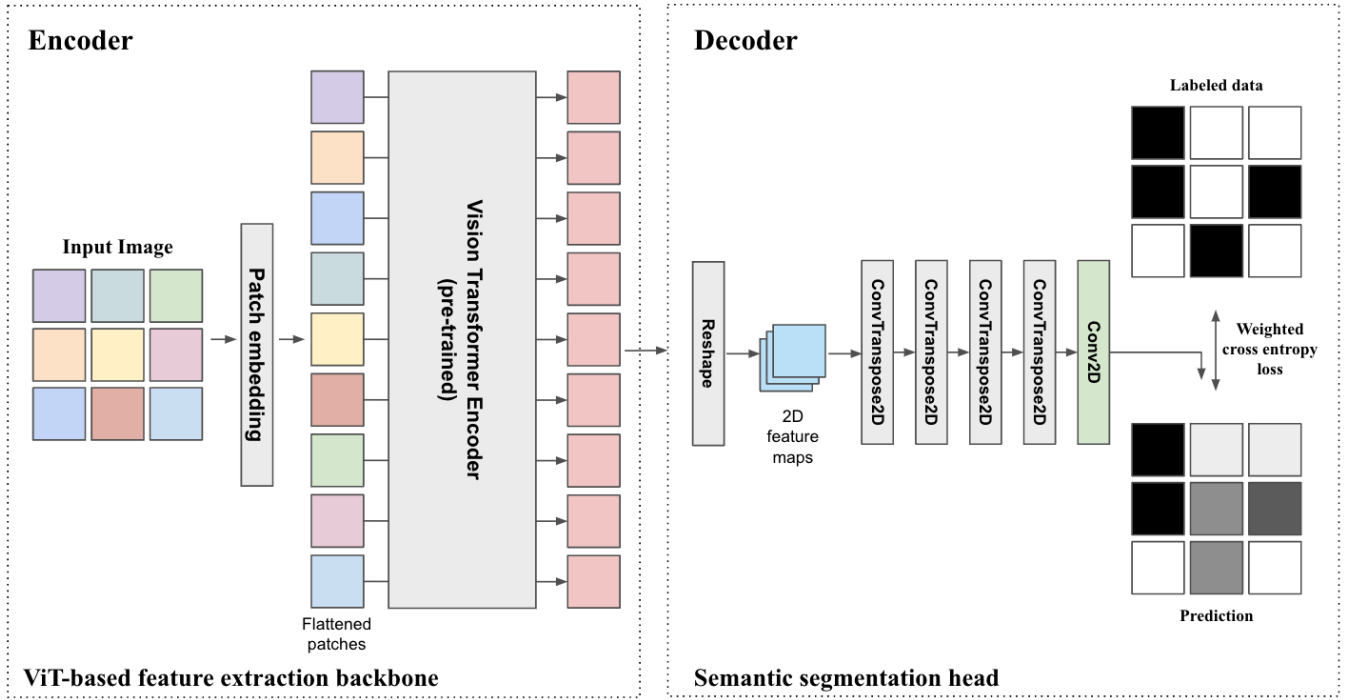 Encoder
Input Image
Patch embedding
Flattened
patches
Vision Transformer Encoder
(pre-trained)
ViT-based feature extraction backbone
Decoder
Reshape
2D
feature
maps
ConvTranspose2D
ConvTranspose2D
ConvTranspose2D
ConvTranspose2D
Conv2D
Labeled data
Weighted
cross entropy
loss
Prediction
Semantic segmentation head